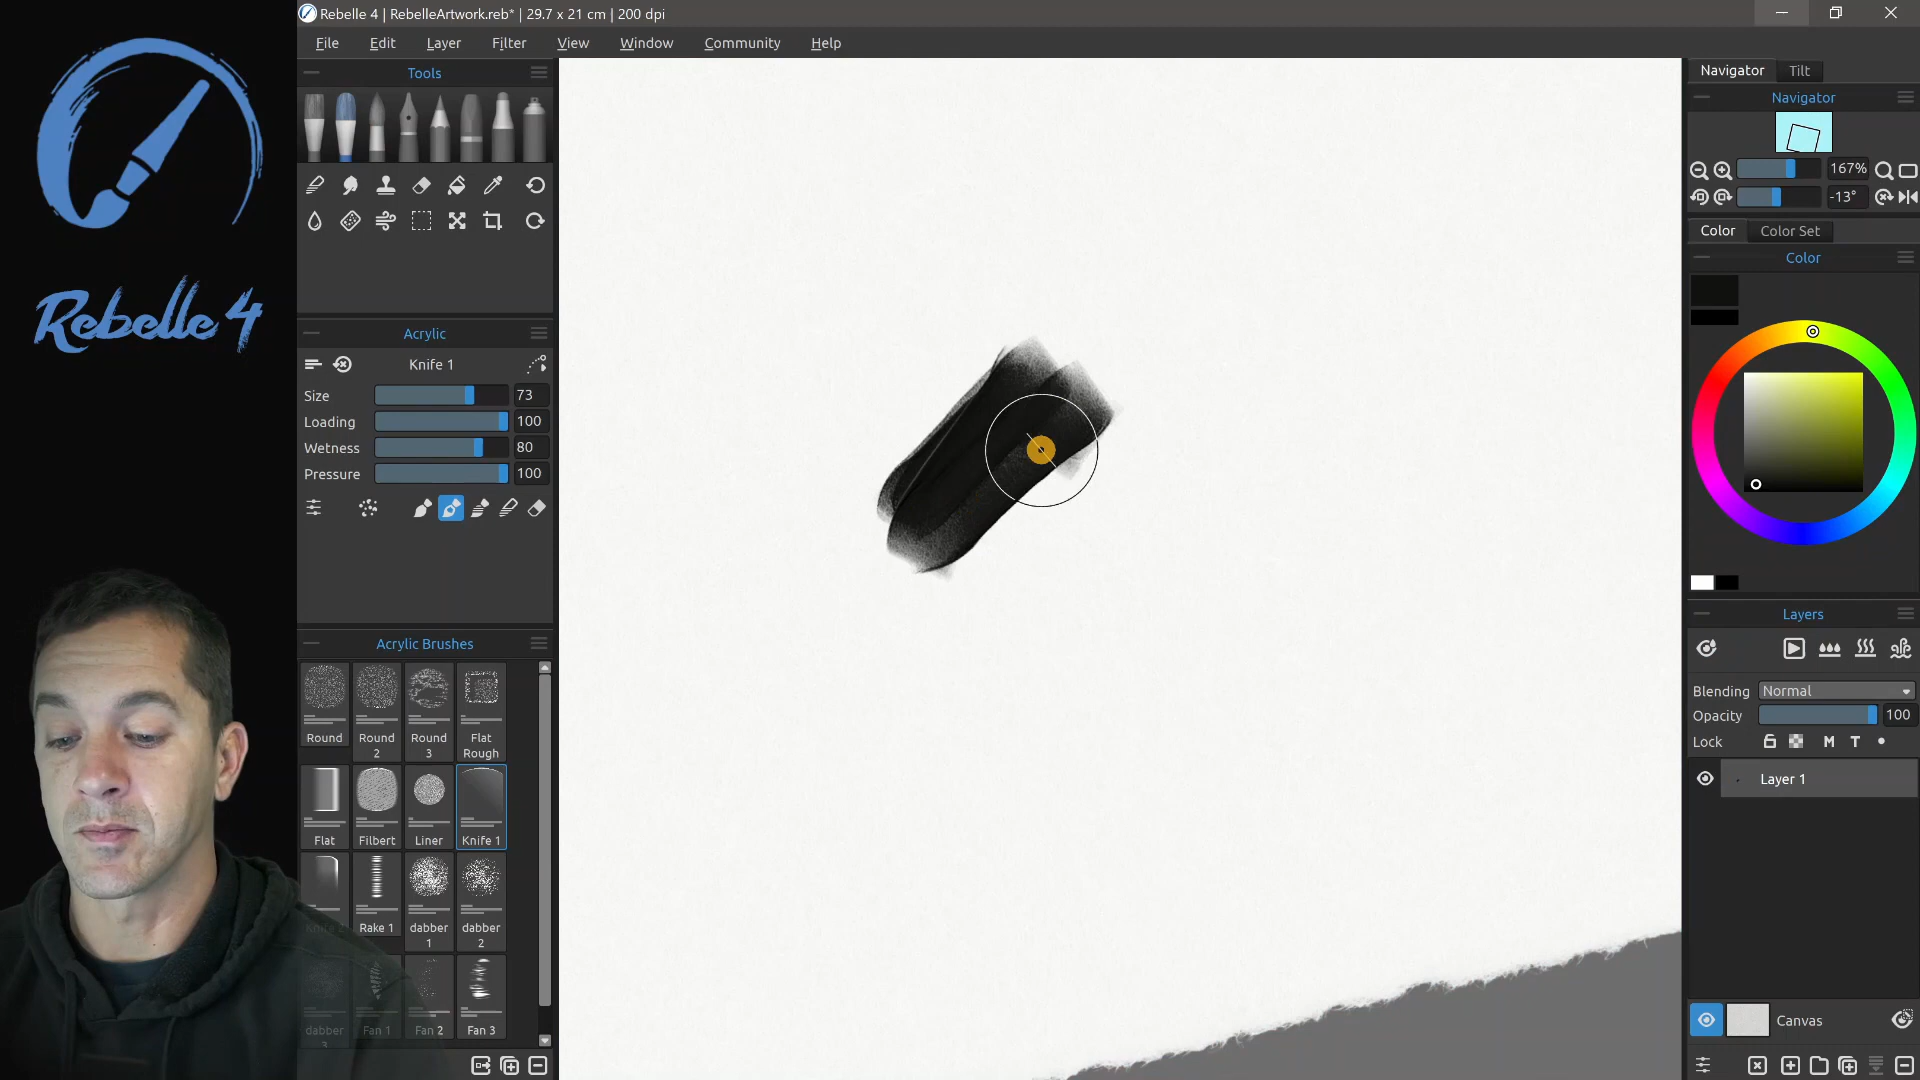 Rebelle 4 | RebelleArtwork.reb* | 29.7 x 21 cm | 200 dpi
File Edit Layer Filter View Window Community Help
Rebelle 4
Tools
Acrylic
Knife 1
Size 73
Loading 100
Wetness 80
Pressure 100
Acrylic Brushes
Round Round 2 Round 3 Flat Rough
Flat Filbert Liner Knife 1
Rake 1 dabber 1 dabber 2
dabber 3 Fan 1 Fan 2 Fan 3
Navigator Tilt
Navigator
167%
-13°
Color Color Set
Color
Layers
Blending Normal
Opacity 100
Lock M T
Layer 1
Canvas